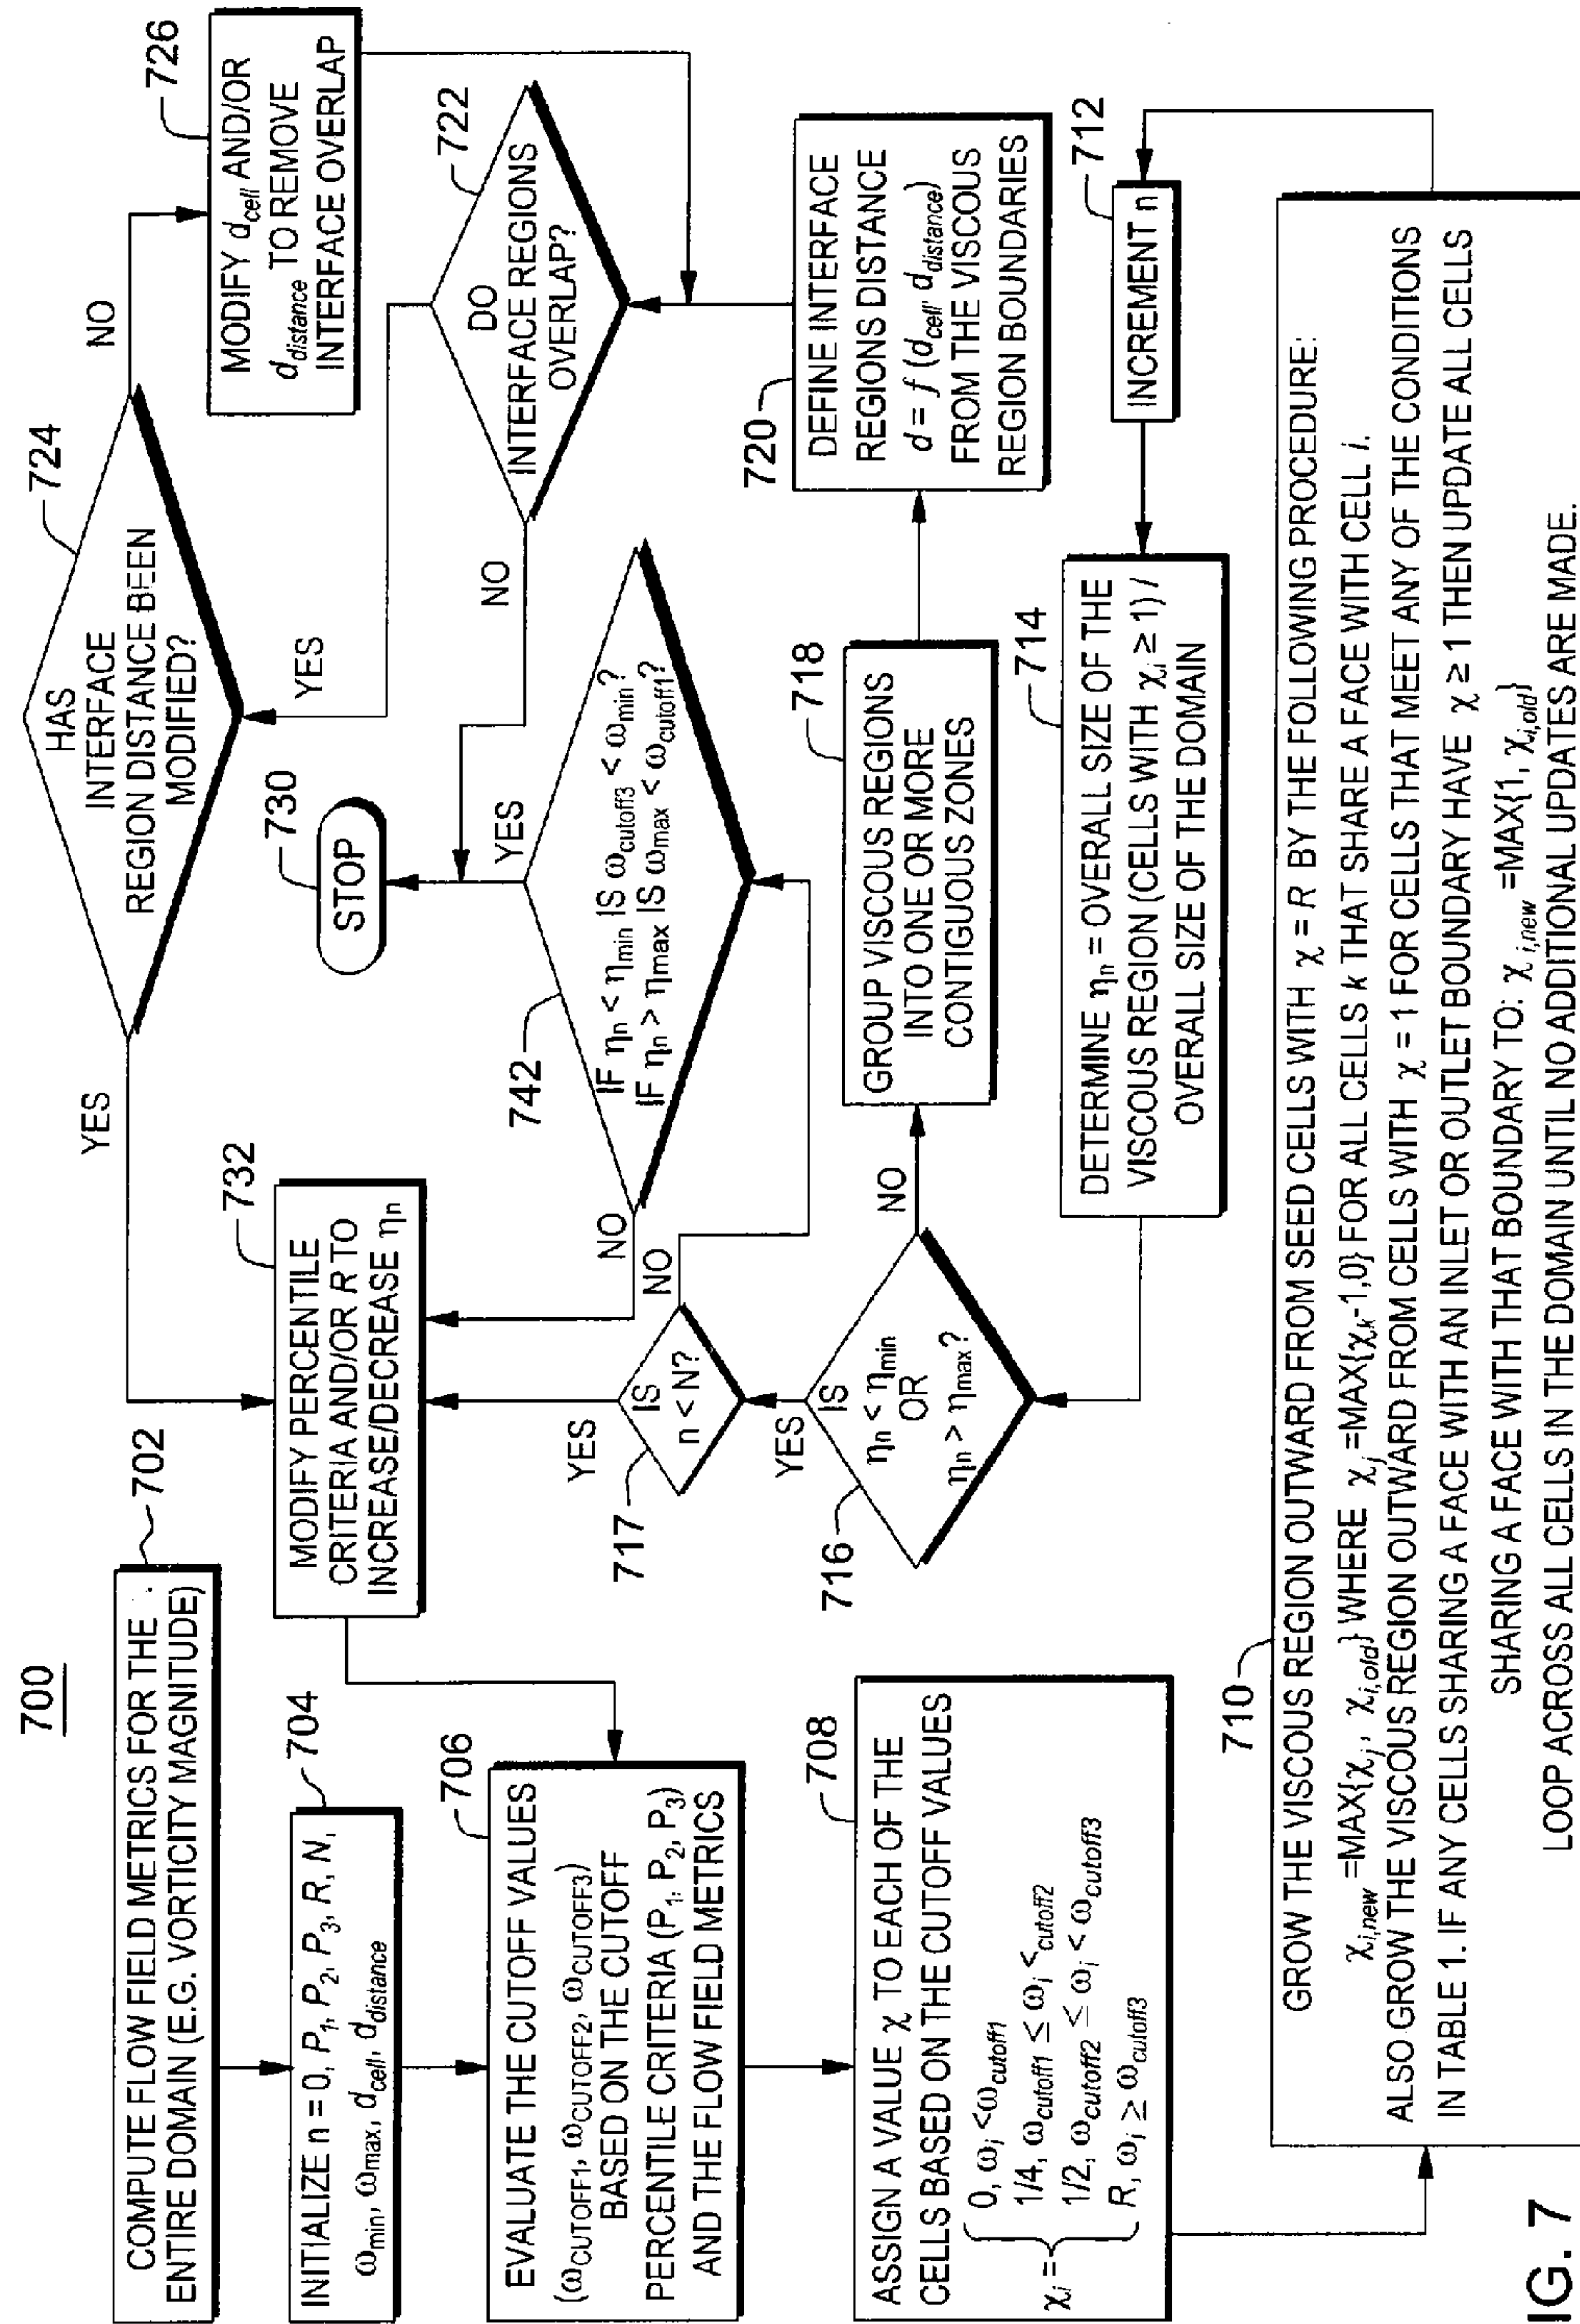 700
702
COMPUTE FLOW FIELD METRICS FOR THE
ENTIRE DOMAIN (E.G. VORTICITY MAGNITUDE)
704
INITIALIZE n = 0, P1, P2, P3, R, N,
ωmin, ωmax, dcell, ddistance
706
EVALUATE THE CUTOFF VALUES
(ωCUTOFF1, ωCUTOFF2, ωCUTOFF3)
BASED ON THE CUTOFF
PERCENTILE CRITERIA (P1, P2, P3)
AND THE FLOW FIELD METRICS
708
ASSIGN A VALUE χ TO EACH OF THE
CELLS BASED ON THE CUTOFF VALUES
χi =
0, ωi <ωcutoff1
1/4, ωcutoff1 ≤ ωi <cutoff2
1/2, ωcutoff2 ≤ ωi < ωcutoff3
R, ωi ≥ ωcutoff3
710
GROW THE VISCOUS REGION OUTWARD FROM SEED CELLS WITH χ = R BY THE FOLLOWING PROCEDURE:
χi,new =MAX{χj, χi,old} WHERE χj =MAX{χk-1,0} FOR ALL CELLS k THAT SHARE A FACE WITH CELL i.
ALSO GROW THE VISCOUS REGION OUTWARD FROM CELLS WITH χ = 1 FOR CELLS THAT MEET ANY OF THE CONDITIONS
IN TABLE 1. IF ANY CELLS SHARING A FACE WITH AN INLET OR OUTLET BOUNDARY HAVE χ ≥ 1 THEN UPDATE ALL CELLS
SHARING A FACE WITH THAT BOUNDARY TO: χi,new =MAX{1, χi,old}
LOOP ACROSS ALL CELLS IN THE DOMAIN UNTIL NO ADDITIONAL UPDATES ARE MADE.
712
INCREMENT n
714
DETERMINE ηn = OVERALL SIZE OF THE
VISCOUS REGION (CELLS WITH χi ≥ 1) /
OVERALL SIZE OF THE DOMAIN
716
IS
ηn < ηmin
OR
ηn > ηmax?
YES
NO
717
IS
n < N?
YES
NO
732
MODIFY PERCENTILE
CRITERIA AND/OR R TO
INCREASE/DECREASE ηn
742
IF ηn < ηmin IS ωcutoff3 < ωmin?
IF ηn > ηmax IS ωmax < ωcutoff1?
NO
YES
730
STOP
718
GROUP VISCOUS REGIONS
INTO ONE OR MORE
CONTIGUOUS ZONES
720
DEFINE INTERFACE
REGIONS DISTANCE
d = f (dcell, ddistance)
FROM THE VISCOUS
REGION BOUNDARIES
722
DO
INTERFACE REGIONS
OVERLAP?
NO
YES
724
HAS
INTERFACE
REGION DISTANCE BEEN
MODIFIED?
YES
NO
726
MODIFY dcell AND/OR
ddistance TO REMOVE
INTERFACE OVERLAP
IG. 7